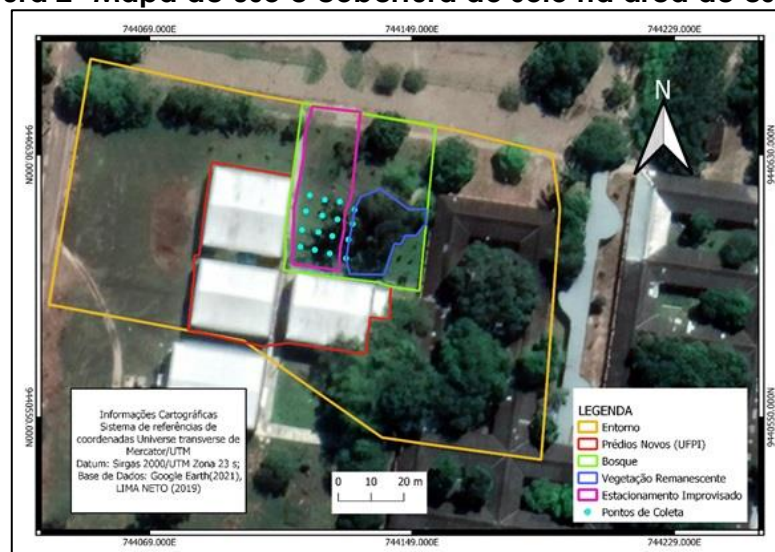 744069.000E 744149.000E 744229.000E
9440630.000N
9440630.000N
N
9440550.000N
9440550.000N
Informações Cartográficas
Sistema de referências de
coordenadas Universe transverse de
Mercator/UTM
Datum: Sirgas 2000/UTM Zona 23 s;
Base de Dados: Google Earth(2021),
LIMA NETO (2019)
0 10 20 m
LEGENDA
Entorno
Prédios Novos (UFPI)
Bosque
Vegetação Remanescente
Estacionamento Improvisado
Pontos de Coleta
744069.000E 744149.000E 744229.000E